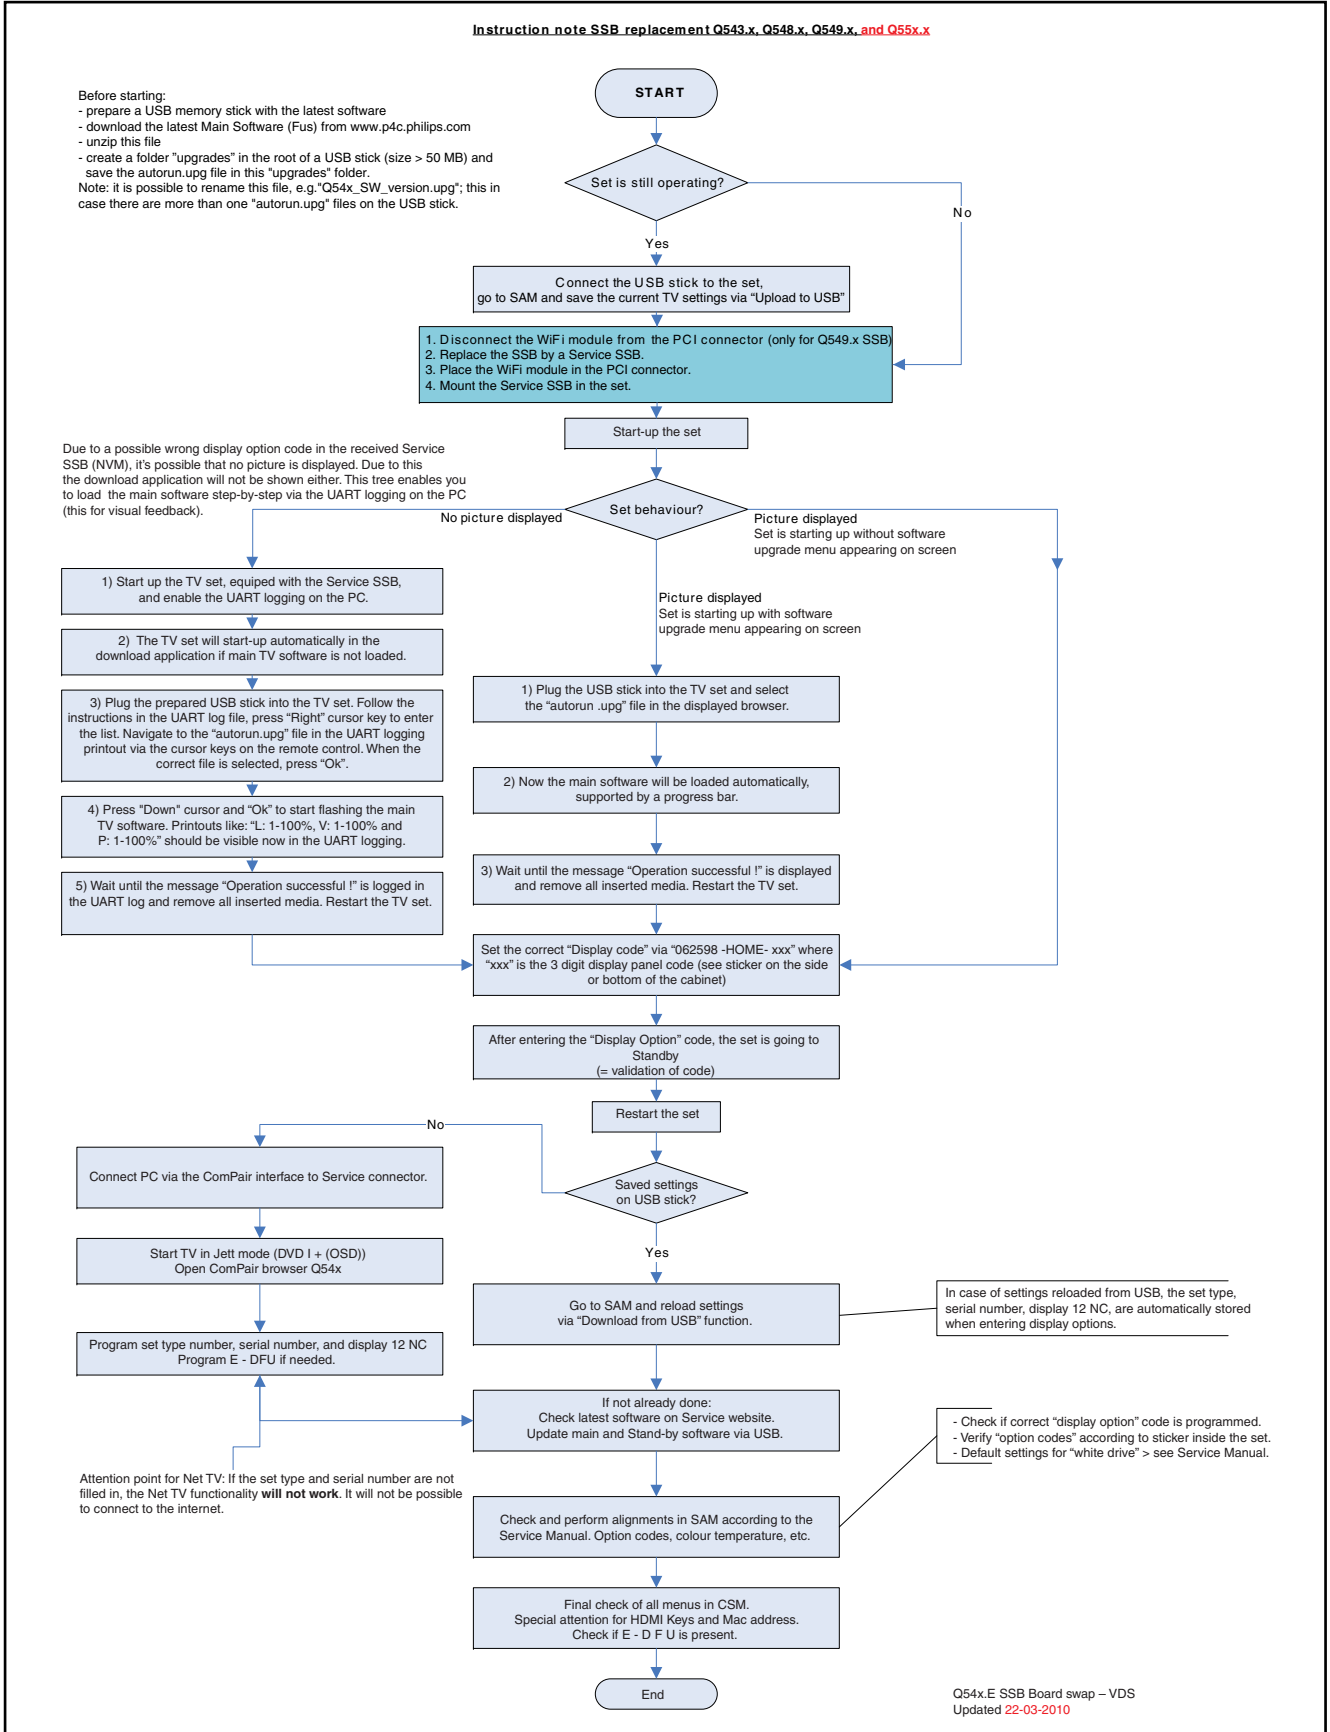 Instruction note SSB replacement Q543.x, Q548.x, Q549.x, and Q55x.x
START
Before starting:
- prepare a USB memory stick with the latest software
- download the latest Main Software (Fus) from www.p4c.philips.com
- unzip this file
- create a folder "upgrades" in the root of a USB stick (size > 50 MB) and
save the autorun.upg file in this "upgrades" folder.
Note: it is possible to rename this file, e.g."Q54x_SW_version.upg"; this in
case there are more than one "autorun.upg" files on the USB stick.
Set is still operating?
No
Yes
Connect the USB stick to the set,
go to SAM and save the current TV settings via “Upload to USB”
1. Disconnect the WiFi module from the PCI connector (only for Q549.x SSB)
2. Replace the SSB by a Service SSB.
3. Place the WiFi module in the PCI connector.
4. Mount the Service SSB in the set.
Start-up the set
Due to a possible wrong display option code in the received Service
SSB (NVM), it’s possible that no picture is displayed. Due to this
the download application will not be shown either. This tree enables you
to load the main software step-by-step via the UART logging on the PC
(this for visual feedback).
Set behaviour?
No picture displayed
Picture displayed
Set is starting up without software
upgrade menu appearing on screen
Picture displayed
Set is starting up with software
upgrade menu appearing on screen
1) Start up the TV set, equiped with the Service SSB,
and enable the UART logging on the PC.
2) The TV set will start-up automatically in the
download application if main TV software is not loaded.
3) Plug the prepared USB stick into the TV set. Follow the
instructions in the UART log file, press “Right” cursor key to enter
the list. Navigate to the “autorun.upg” file in the UART logging
printout via the cursor keys on the remote control. When the
correct file is selected, press “Ok”.
4) Press "Down" cursor and “Ok” to start flashing the main
TV software. Printouts like: “L: 1-100%, V: 1-100% and
P: 1-100%” should be visible now in the UART logging.
5) Wait until the message “Operation successful !” is logged in
the UART log and remove all inserted media. Restart the TV set.
1) Plug the USB stick into the TV set and select
the “autorun .upg” file in the displayed browser.
2) Now the main software will be loaded automatically,
supported by a progress bar.
3) Wait until the message “Operation successful !” is displayed
and remove all inserted media. Restart the TV set.
Set the correct “Display code” via “062598 -HOME- xxx” where
“xxx” is the 3 digit display panel code (see sticker on the side
or bottom of the cabinet)
After entering the “Display Option” code, the set is going to
Standby
(= validation of code)
Restart the set
No
Saved settings
on USB stick?
Yes
Connect PC via the ComPair interface to Service connector.
Start TV in Jett mode (DVD I + (OSD))
Open ComPair browser Q54x
Program set type number, serial number, and display 12 NC
Program E - DFU if needed.
Go to SAM and reload settings
via “Download from USB” function.
In case of settings reloaded from USB, the set type,
serial number, display 12 NC, are automatically stored
when entering display options.
If not already done:
Check latest software on Service website.
Update main and Stand-by software via USB.
- Check if correct “display option” code is programmed.
- Verify “option codes” according to sticker inside the set.
- Default settings for “white drive” > see Service Manual.
Attention point for Net TV: If the set type and serial number are not
filled in, the Net TV functionality will not work. It will not be possible
to connect to the internet.
Check and perform alignments in SAM according to the
Service Manual. Option codes, colour temperature, etc.
Final check of all menus in CSM.
Special attention for HDMI Keys and Mac address.
Check if E - D F U is present.
End
Q54x.E SSB Board swap – VDS
Updated 22-03-2010